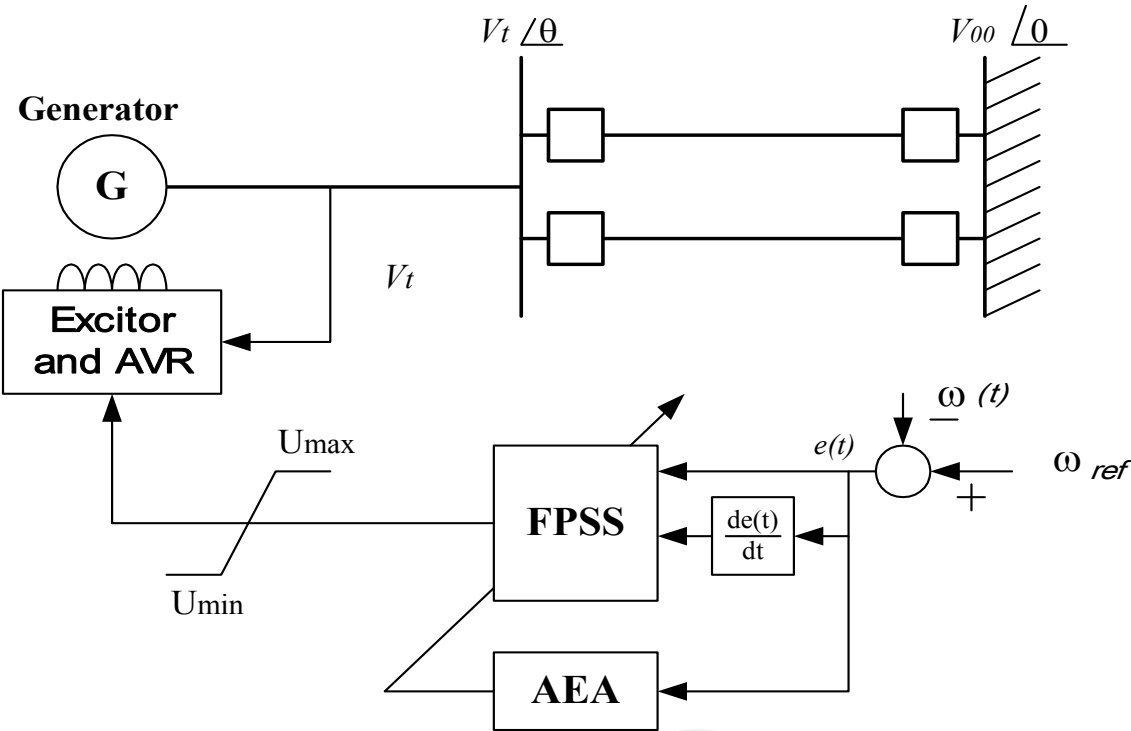 Vt /θ
V00 /0
Generator
G
Vt
Excitor
and AVR
ω (t)
−
Umax
e(t)
ω ref
+
FPSS
de(t)
dt
Umin
AEA